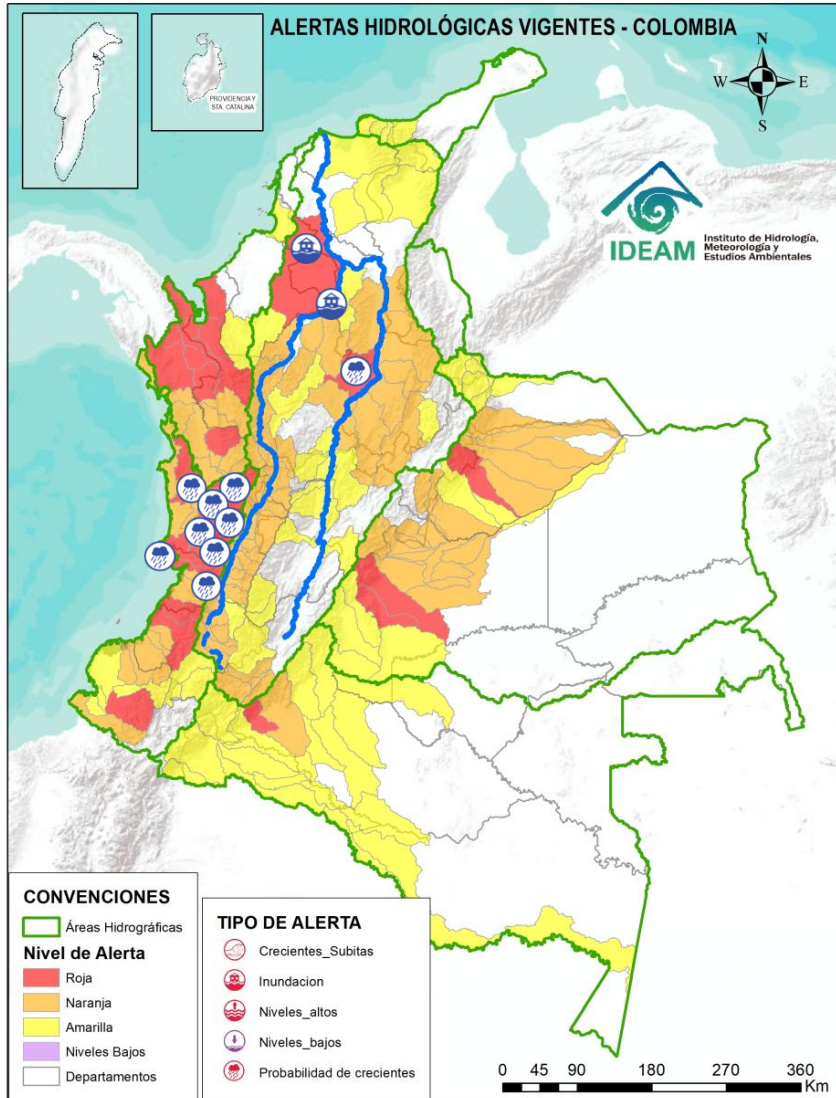 ALERTAS HIDROLÓGICAS VIGENTES - COLOMBIA
PROVIDENCIA Y
STA. CATALINA
N
W
E
S
IDEAM
Instituto de Hidrología,
Meteorología y
Estudios Ambientales
CONVENCIONES
Áreas Hidrográficas
Nivel de Alerta
Roja
Naranja
Amarilla
Niveles Bajos
Departamentos
TIPO DE ALERTA
Crecientes_Subitas
Inundacion
Niveles_altos
Niveles_bajos
Probabilidad de crecientes
0 45 90 180 270 360
Km